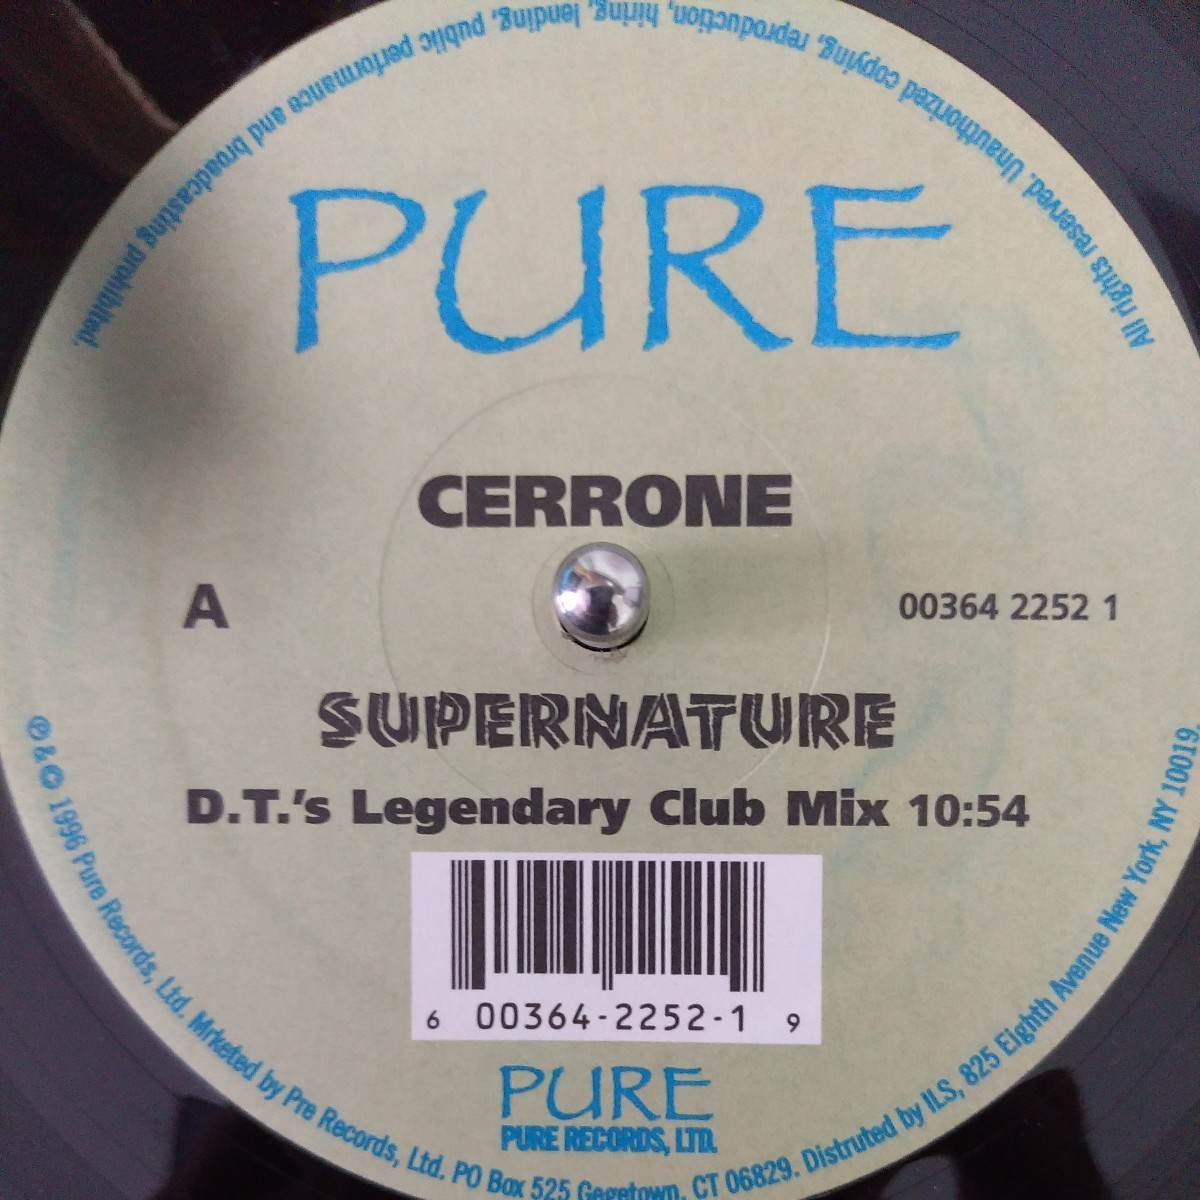 PURE
CERRONE
A
00364 2252 1
SUPERNATURE
D.T.'s Legendary Club Mix 10:54
6 00364-2252-1 9
PURE
PURE RECORDS, LTD.
℗ & © 1996 Pure Records, Ltd. Mrketed by Pre Records, Ltd. PO Box 525 Gegetown, CT 06829. Distruted by ILS, 825 Eighth Avenue New York, NY 10019.
All rights reserved. Unauthorized copying, reproduction, hiring, lending, public performance and broadcasting prohibited.